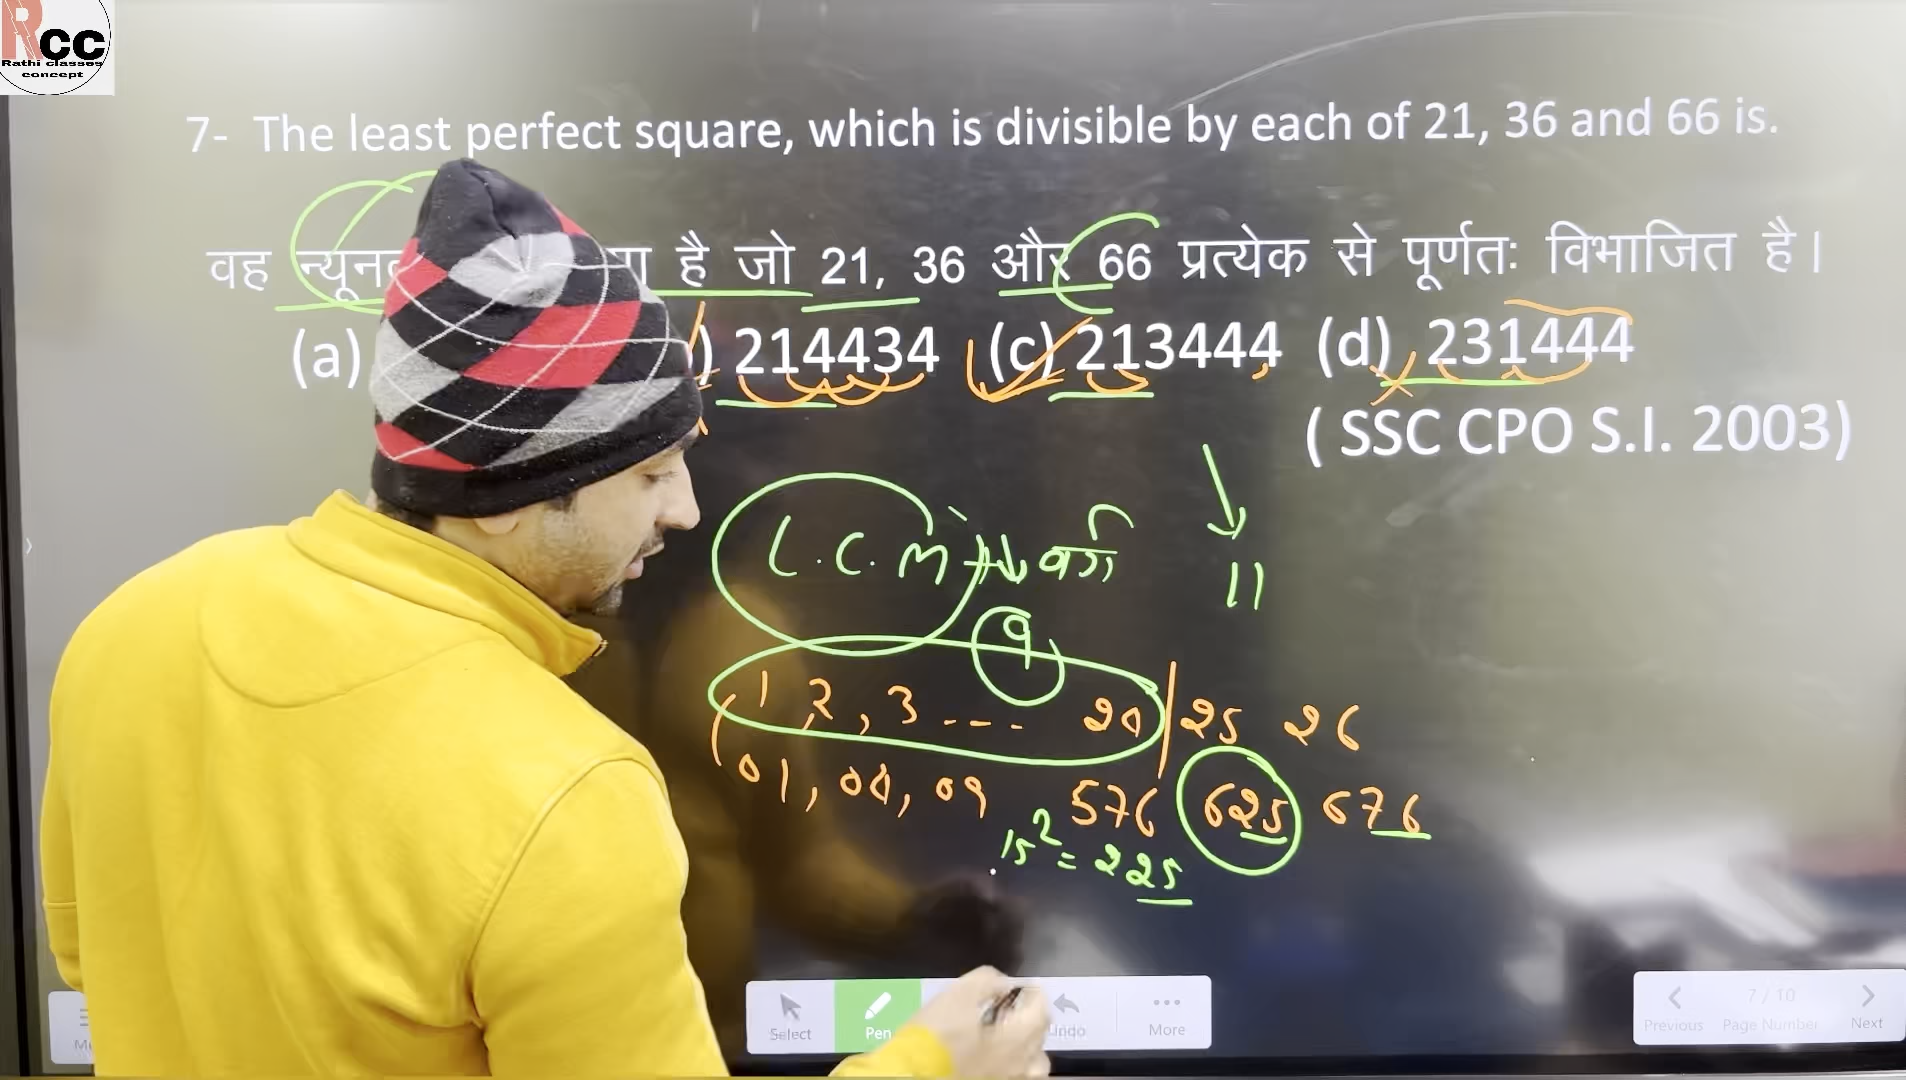 Rcc
Rathi classes
concept
7- The least perfect square, which is divisible by each of 21, 36 and 66 is.
वह है जो 21, 36 और 66 प्रत्येक से पूर्णतः विभाजित है।
(a) ) 214434 (c) 213444 (d) 231444
( SSC CPO S.I. 2003)
L.C.M वर्ग
11
9
1, 2, 3 --- 20 25 26
01, 04, 09 576 625 676
15² = 225
Select Pen Undo More
7 / 10
Previous Page Number Next